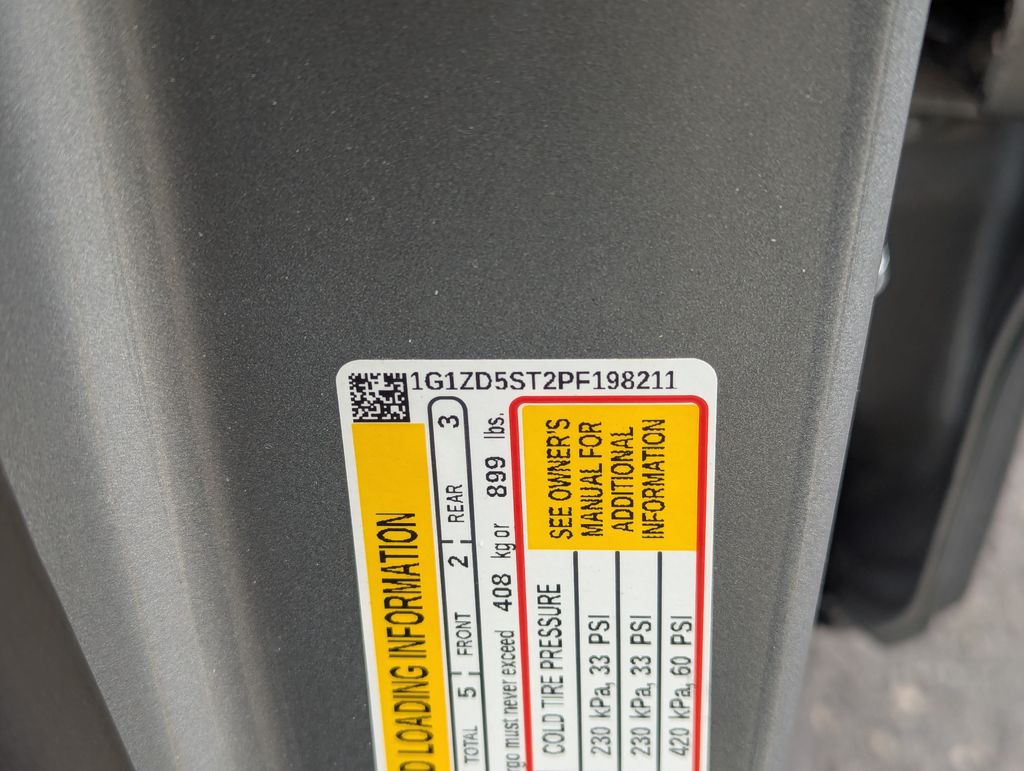 1G1ZD5ST2PF198211
LOADING INFORMATION
TOTAL 5 FRONT 2 REAR 3
must never exceed 408 kg or 899 lbs.
COLD TIRE PRESSURE
230 kPa, 33 PSI
230 kPa, 33 PSI
420 kPa, 60 PSI
SEE OWNER'S
MANUAL FOR
ADDITIONAL
INFORMATION